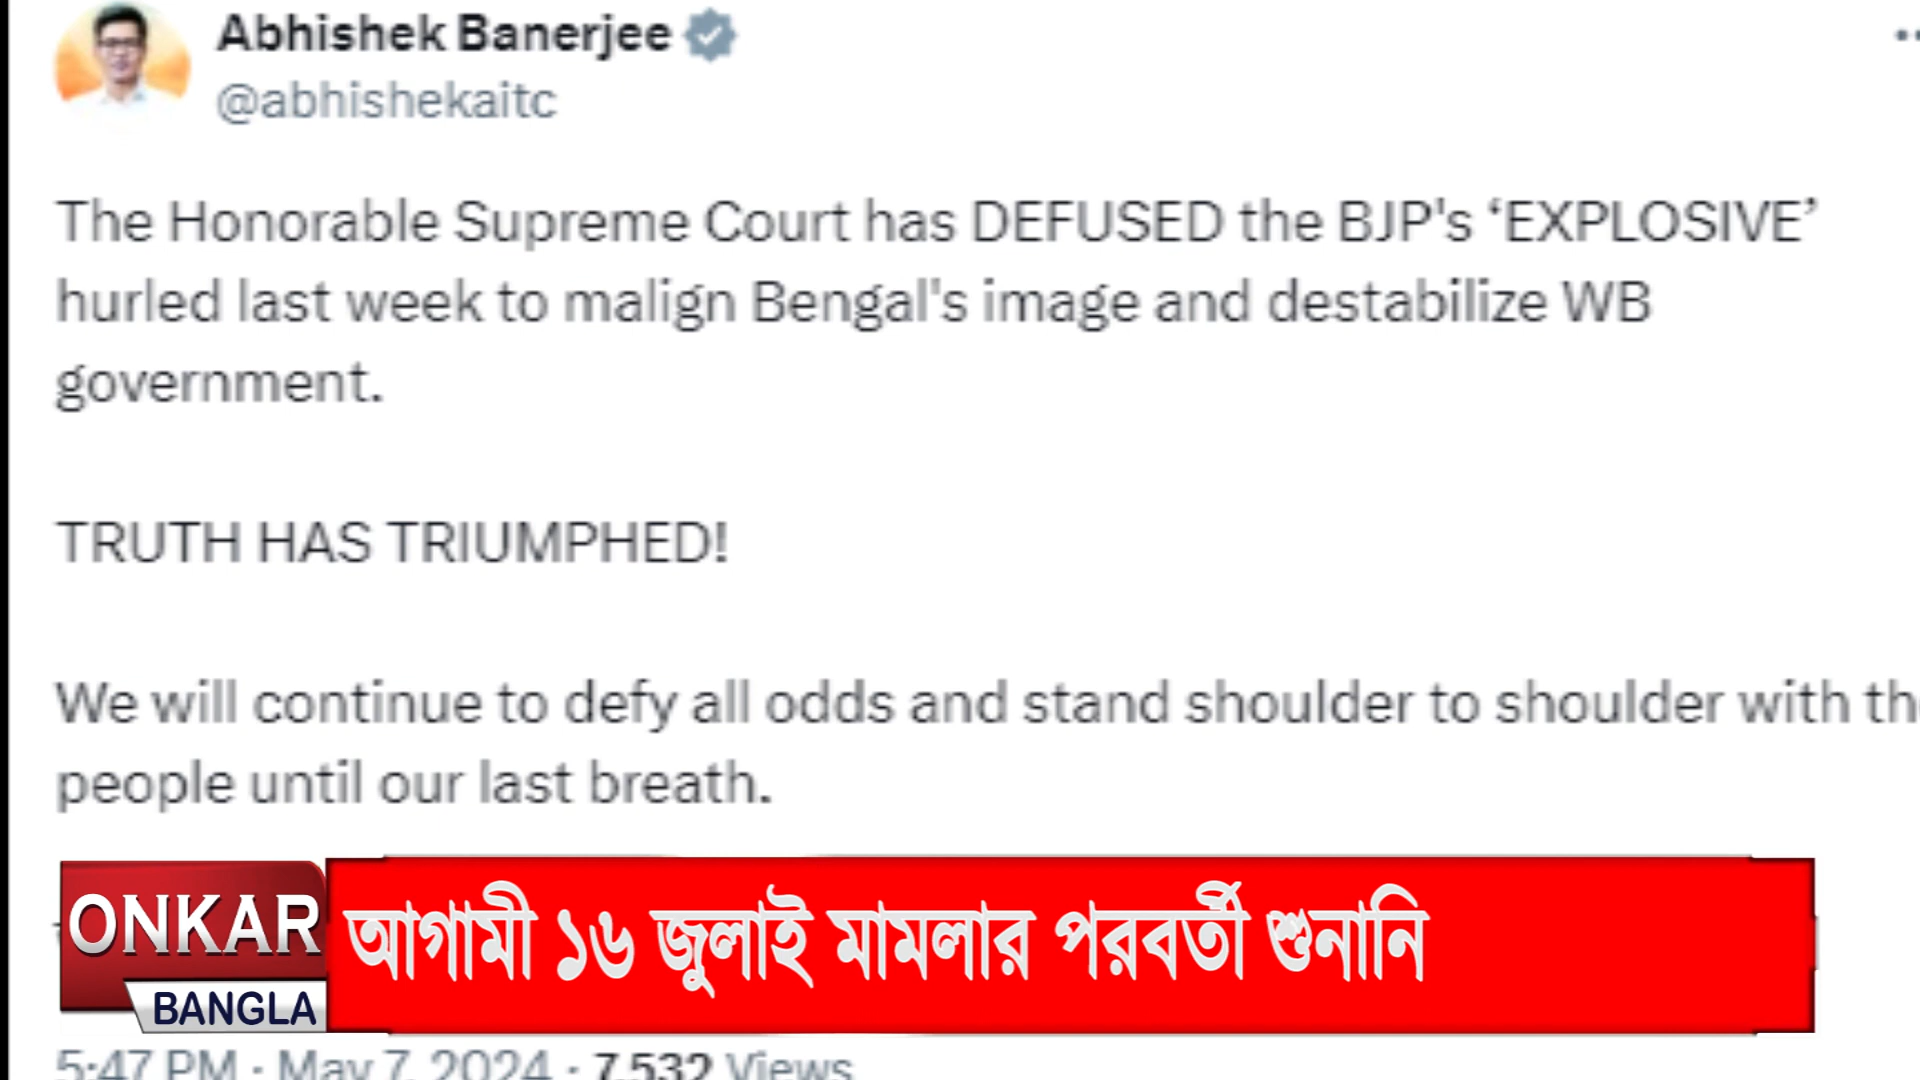 Abhishek Banerjee
@abhishekaitc
The Honorable Supreme Court has DEFUSED the BJP's ‘EXPLOSIVE’
hurled last week to malign Bengal's image and destabilize WB
government.
TRUTH HAS TRIUMPHED!
We will continue to defy all odds and stand shoulder to shoulder with
people until our last breath.
ONKAR
BANGLA
আগামী ১৬ জুলাই মামলার পরবর্তী শুনানি
5:47 PM · May 7, 2024 · 7,532 Views